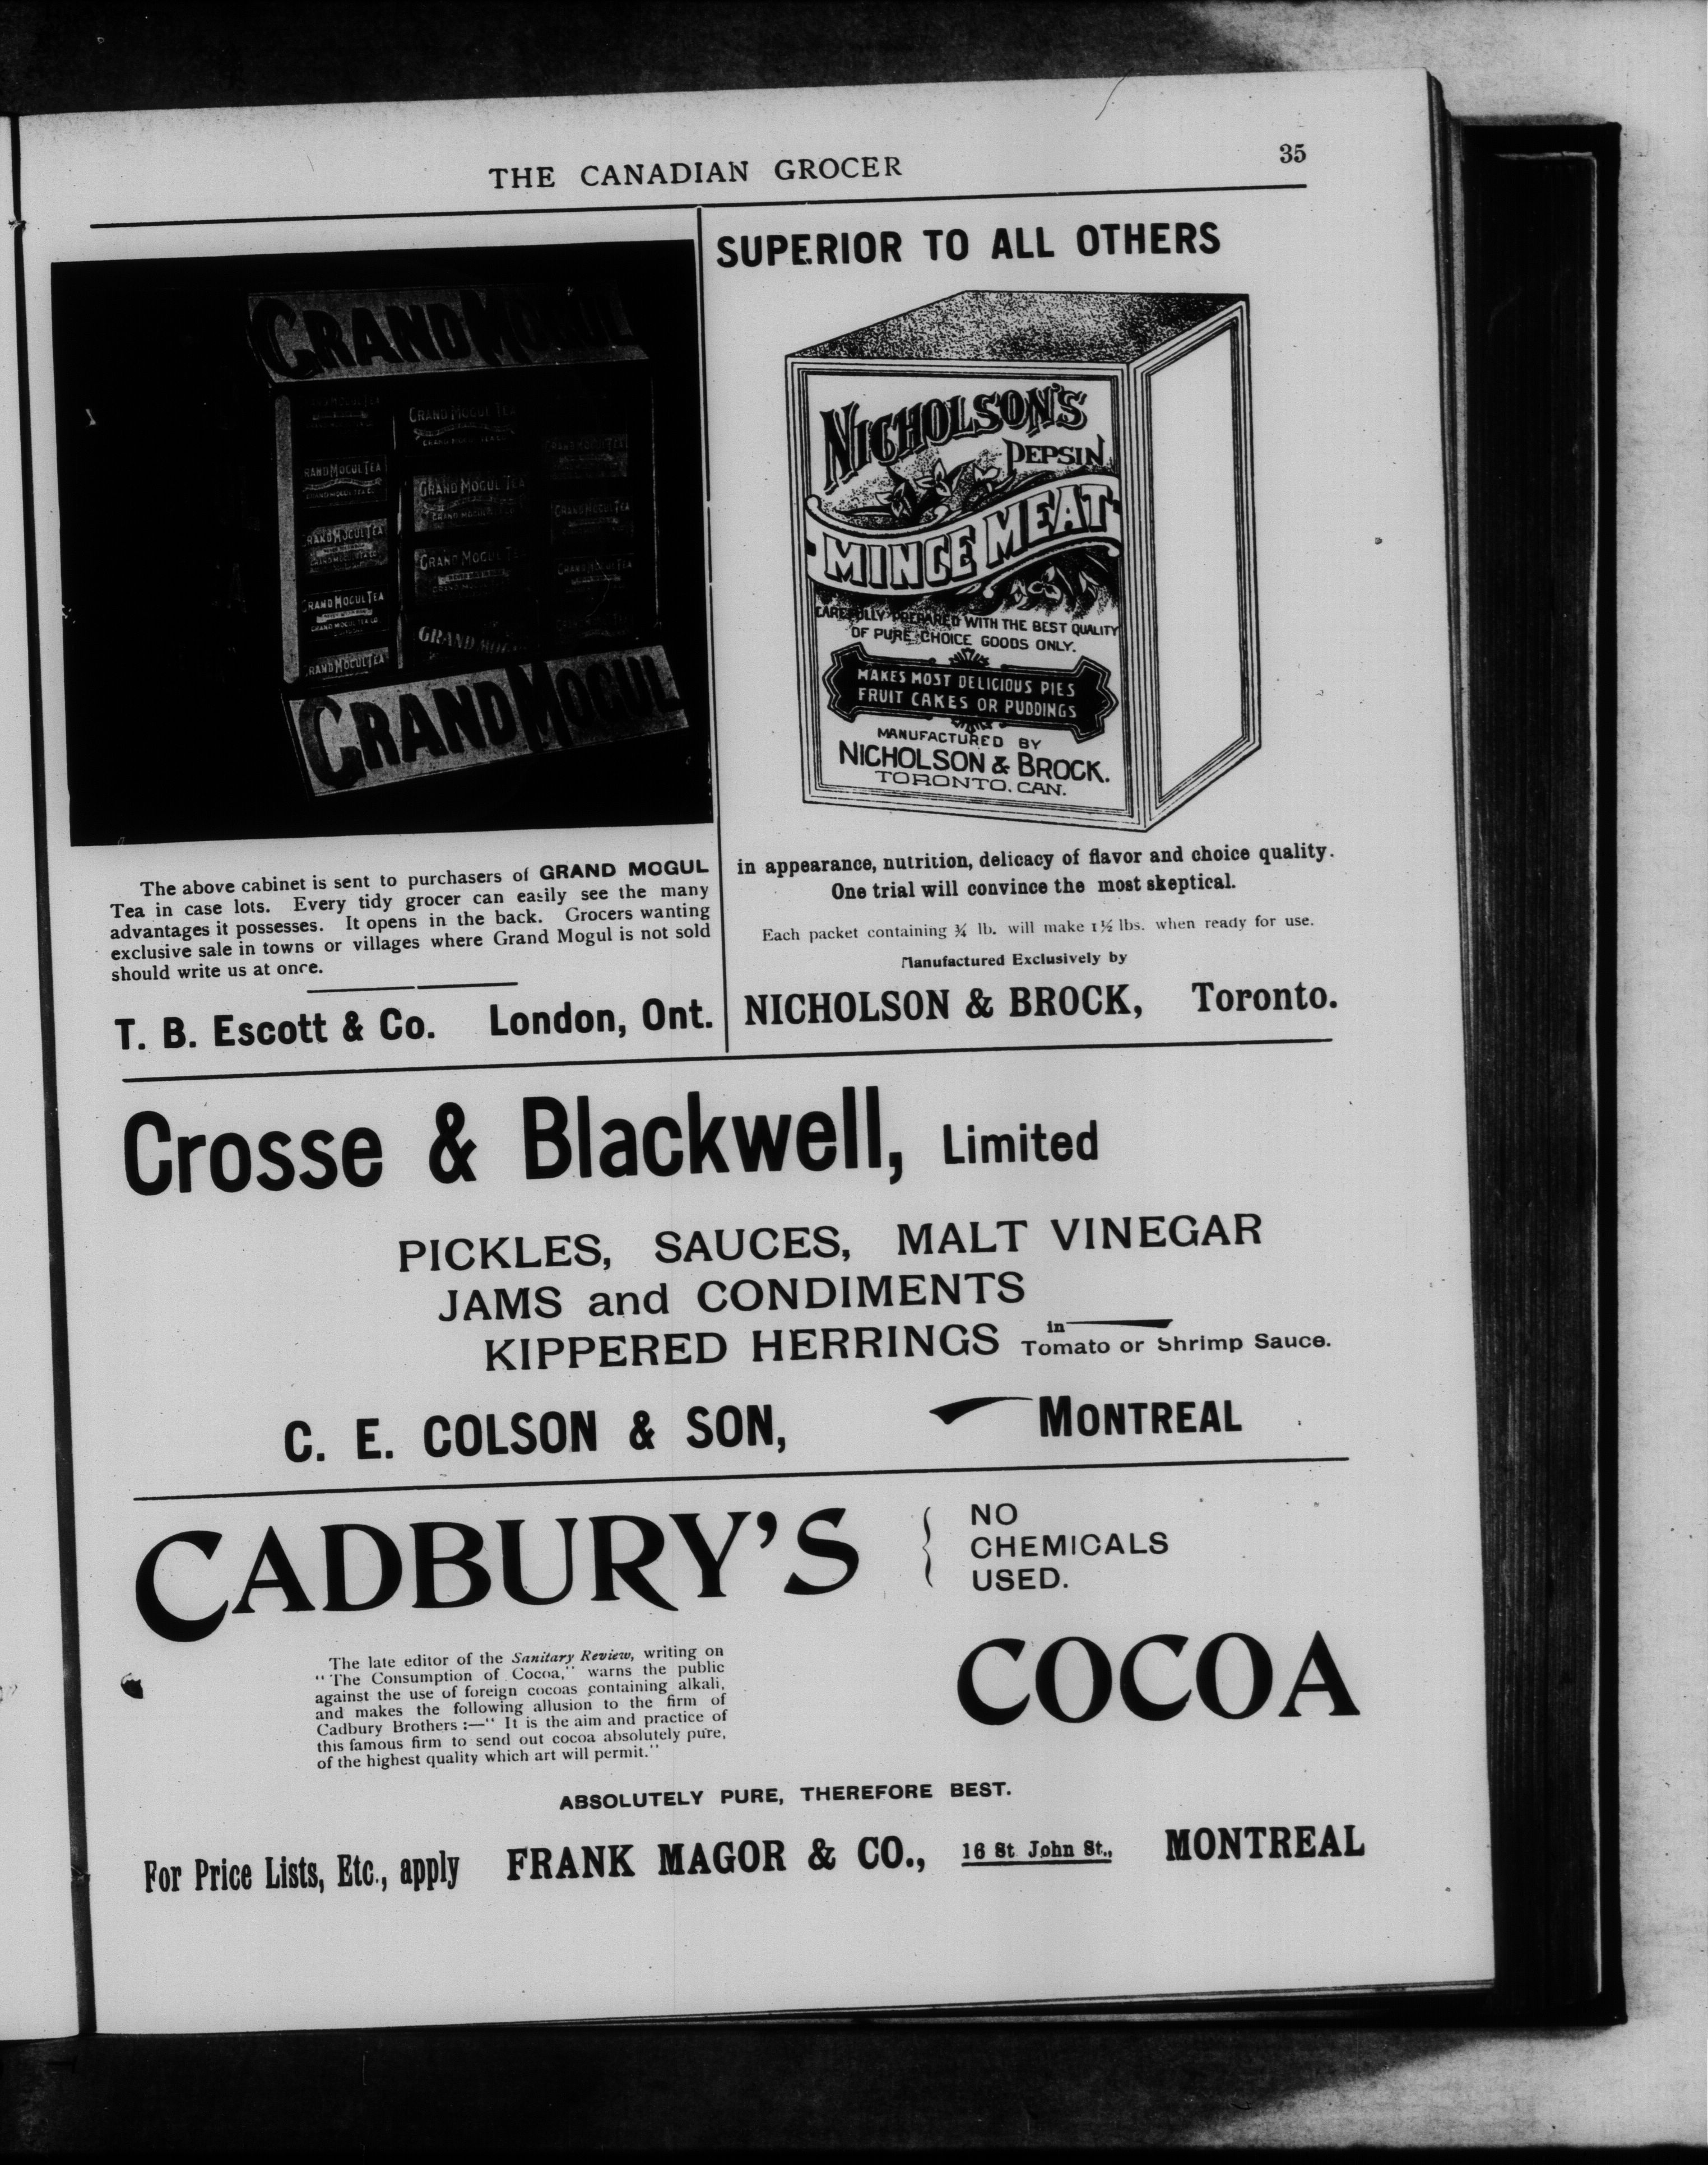 THE CANADIAN GROCER
35
GRAND MOGUL
GRAND MOGUL TEA
GRAND MOGUL TEA
GRAND MOGUL TEA
GRAND MOGUL TEA
GRAND MOGUL TEA
GRAND MOGUL
The above cabinet is sent to purchasers of GRAND MOGUL
Tea in case lots. Every tidy grocer can easily see the many
advantages it possesses. It opens in the back. Grocers wanting
exclusive sale in towns or villages where Grand Mogul is not sold
should write us at once.
T. B. Escott & Co. London, Ont.
SUPERIOR TO ALL OTHERS
NICHOLSON'S
PEPSIN
MINCE MEAT
CAREFULLY PREPARED WITH THE BEST QUALITY
OF PURE CHOICE GOODS ONLY.
MAKES MOST DELICIOUS PIES
FRUIT CAKES OR PUDDINGS
MANUFACTURED BY
NICHOLSON & BROCK.
TORONTO, CAN.
in appearance, nutrition, delicacy of flavor and choice quality.
One trial will convince the most skeptical.
Each packet containing ¾ lb. will make 1½ lbs. when ready for use.
Manufactured Exclusively by
NICHOLSON & BROCK, Toronto.
Crosse & Blackwell, Limited
PICKLES, SAUCES, MALT VINEGAR
JAMS and CONDIMENTS
KIPPERED HERRINGS in Tomato or Shrimp Sauce.
C. E. COLSON & SON, MONTREAL
CADBURY'S
NO
CHEMICALS
USED.
COCOA
The late editor of the Sanitary Review, writing on
"The Consumption of Cocoa," warns the public
against the use of foreign cocoas containing alkali,
and makes the following allusion to the firm of
Cadbury Brothers :—" It is the aim and practice of
this famous firm to send out cocoa absolutely pure,
of the highest quality which art will permit."
ABSOLUTELY PURE, THEREFORE BEST.
For Price Lists, Etc., apply FRANK MAGOR & CO., 16 St. John St., MONTREAL